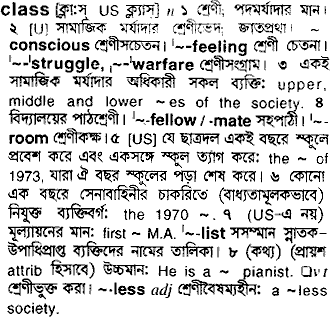 class [ক্লা:স্ US ক্ল্যাস্] n ১ শ্রেণী; পদমর্যাদার মান।
২ [U] সামাজিক মর্যাদার শ্রেণীভেদ; জাতপ্রথা। ~
conscious শ্রেণীসচেতন। '~-feeling শ্রেণী চেতনা।
'~-'struggle, '~-'warfare শ্রেণীসংগ্রাম। ৩ একই
সামাজিক মর্যাদার অধিকারী সকল ব্যক্তি: upper,
middle and lower ~es of the society. ৪
বিদ্যালয়ের পাঠশ্রেণী। '~-fellow / -mate সহপাঠী। '~-
room শ্রেণীকক্ষ। ৫ [US] যে ছাত্রদল একই বছরে স্কুলে
প্রবেশ করে এবং একসঙ্গে স্কুল ত্যাগ করে: the ~ of
1973, যারা ঐ বছর স্কুলের পড়া শেষ করে। ৬ কোনো
এক বছরে সেনাবাহিনীর চাকরিতে (বাধ্যতামূলকভাবে)
নিযুক্ত ব্যক্তিবর্গ: the 1970 ~. ৭ (US-এ নয়)
মূল্যায়নের মান: first ~ M.A. '~-list সসম্মান স্নাতক-
উপাধিপ্রাপ্ত ব্যক্তিদের নামের তালিকা। ৮ (কথ্য) (প্রায়শ
attrib হিসাবে) উচ্চমান: He is a ~ pianist. □vt
শ্রেণীভুক্ত করা। ~-less adj শ্রেণীবৈষম্যহীন: a ~less
society.